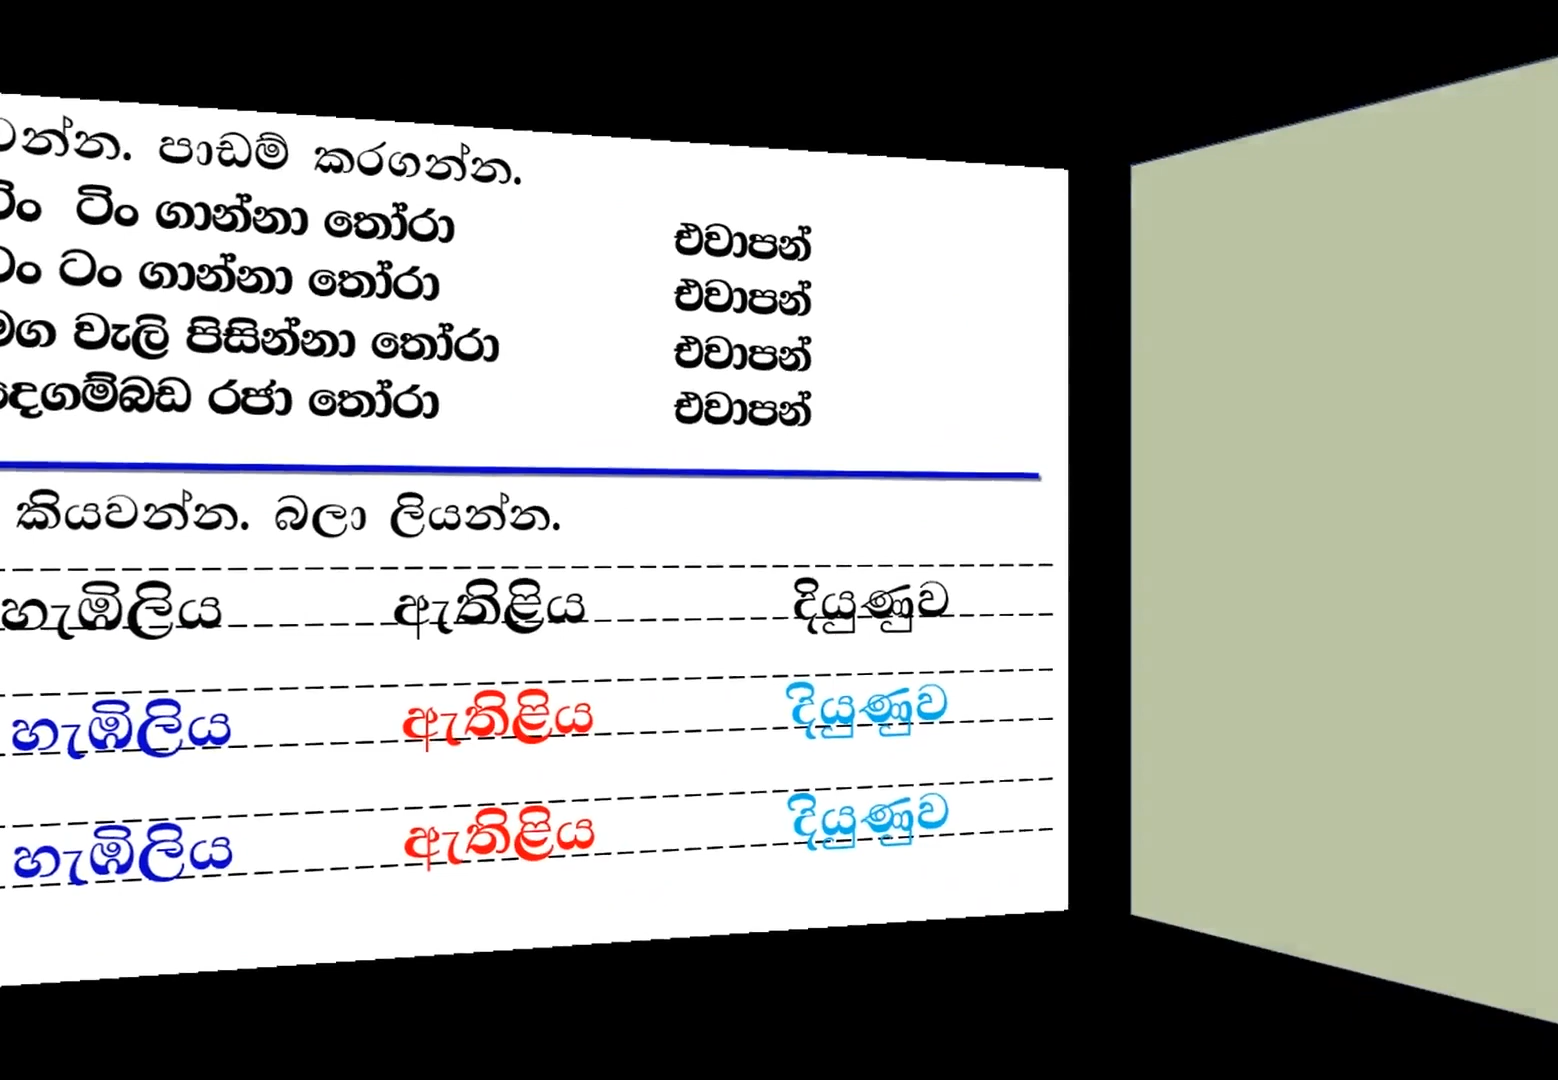 පාඩම් කරගන්න.
ටිං ගාන්නා තෝරා එවාපන්
ටං ගාන්නා තෝරා එවාපන්
වැලි පිසින්නා තෝරා එවාපන්
දෙගම්බඩ රජා තෝරා එවාපන්
කියවන්න. බලා ලියන්න.
හැඹිලිය ඇතිළිය දියුණුව
හැඹිලිය ඇතිළිය දියුණුව
හැඹිලිය ඇතිළිය දියුණුව